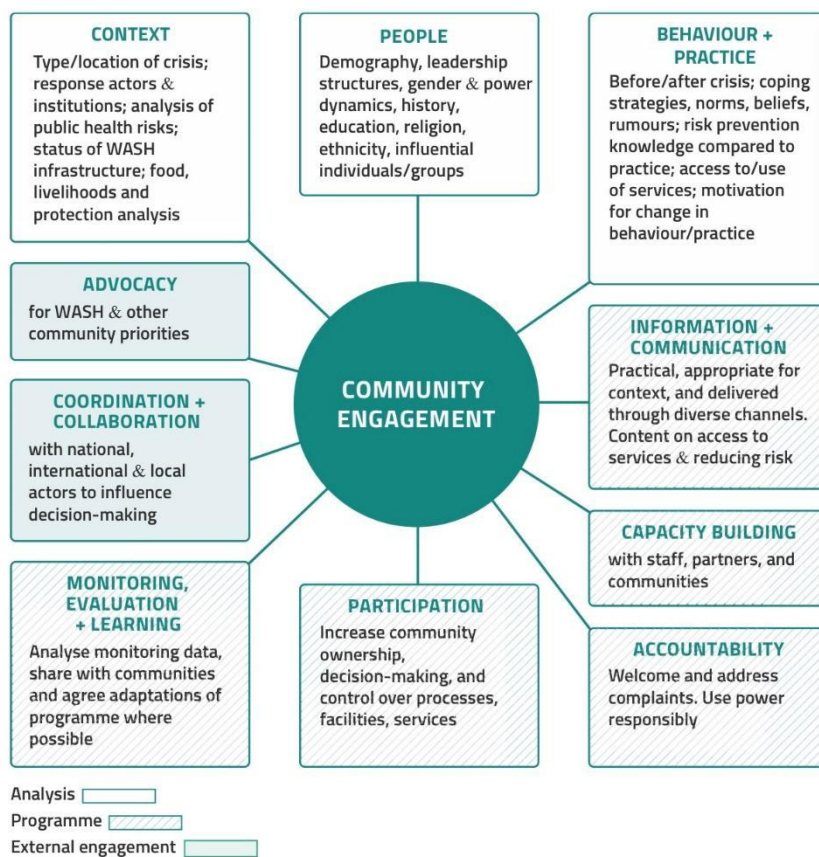 CONTEXT
Type/location of crisis;
response actors &
institutions; analysis of
public health risks;
status of WASH
infrastructure; food,
livelihoods and
protection analysis
PEOPLE
Demography, leadership
structures, gender & power
dynamics, history,
education, religion,
ethnicity, influential
individuals/groups
BEHAVIOUR +
PRACTICE
Before/after crisis; coping
strategies, norms, beliefs,
rumours; risk prevention
knowledge compared to
practice; access to/use
of services; motivation
for change in
behaviour/practice
ADVOCACY
for WASH & other
community priorities
COMMUNITY
ENGAGEMENT
INFORMATION +
COMMUNICATION
Practical, appropriate for
context, and delivered
through diverse channels.
Content on access to
services & reducing risk
COORDINATION +
COLLABORATION
with national,
international & local
actors to influence
decision-making
CAPACITY BUILDING
with staff, partners, and
communities
MONITORING,
EVALUATION
+ LEARNING
Analyse monitoring data,
share with communities
and agree adaptations of
programme where
possible
PARTICIPATION
Increase community
ownership,
decision-making, and
control over processes,
facilities, services
ACCOUNTABILITY
Welcome and address
complaints. Use power
responsibly
Analysis
Programme
External engagement